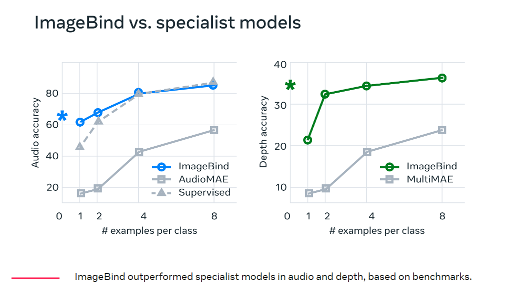 ImageBind vs. specialist models
Audio accuracy
80
60
40
20
0 1 2 4 8
# examples per class
ImageBind
AudioMAE
Supervised
Depth accuracy
40
30
20
10
0 1 2 4 8
# examples per class
ImageBind
MultiMAE
ImageBind outperformed specialist models in audio and depth, based on benchmarks.